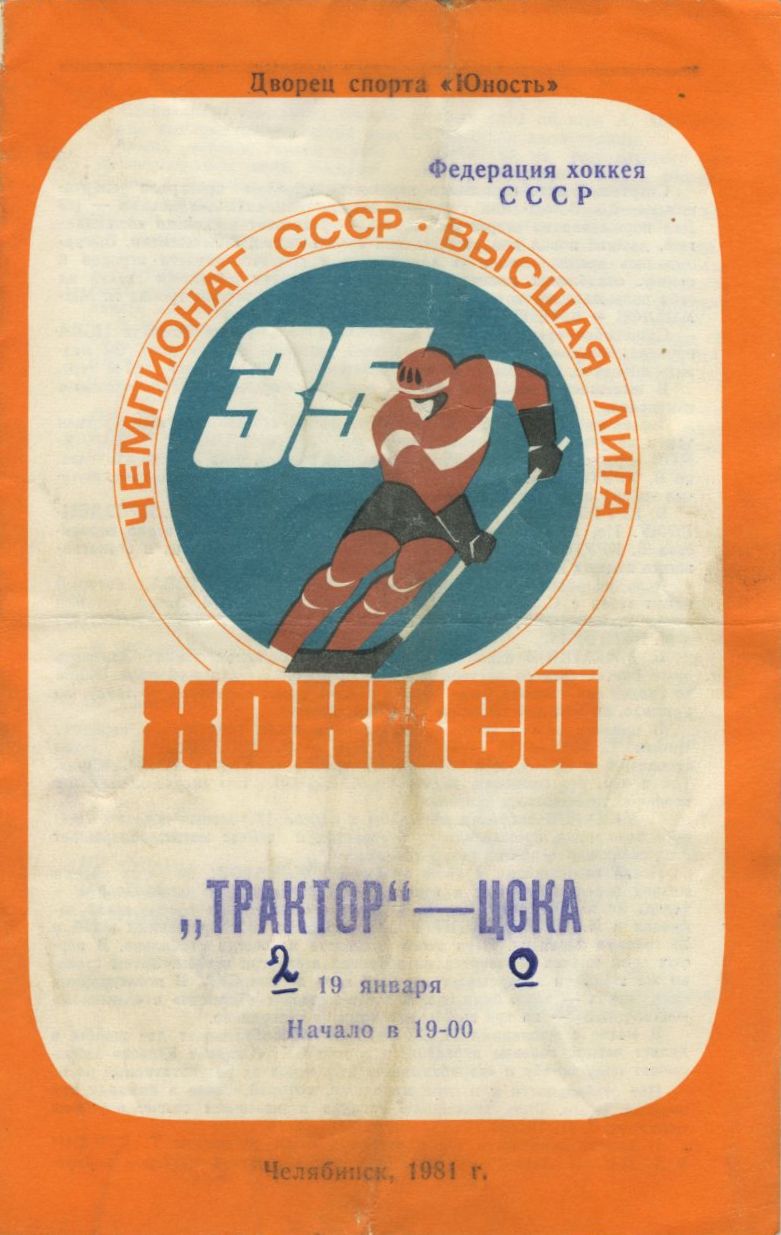 Дворец спорта «Юность»
Федерация хоккея
СССР
ЧЕМПИОНАТ СССР · ВЫСШАЯ ЛИГА
35
ХОККЕЙ
„ТРАКТОР“ — ЦСКА
2 0
19 января
Начало в 19-00
Челябинск, 1981 г.